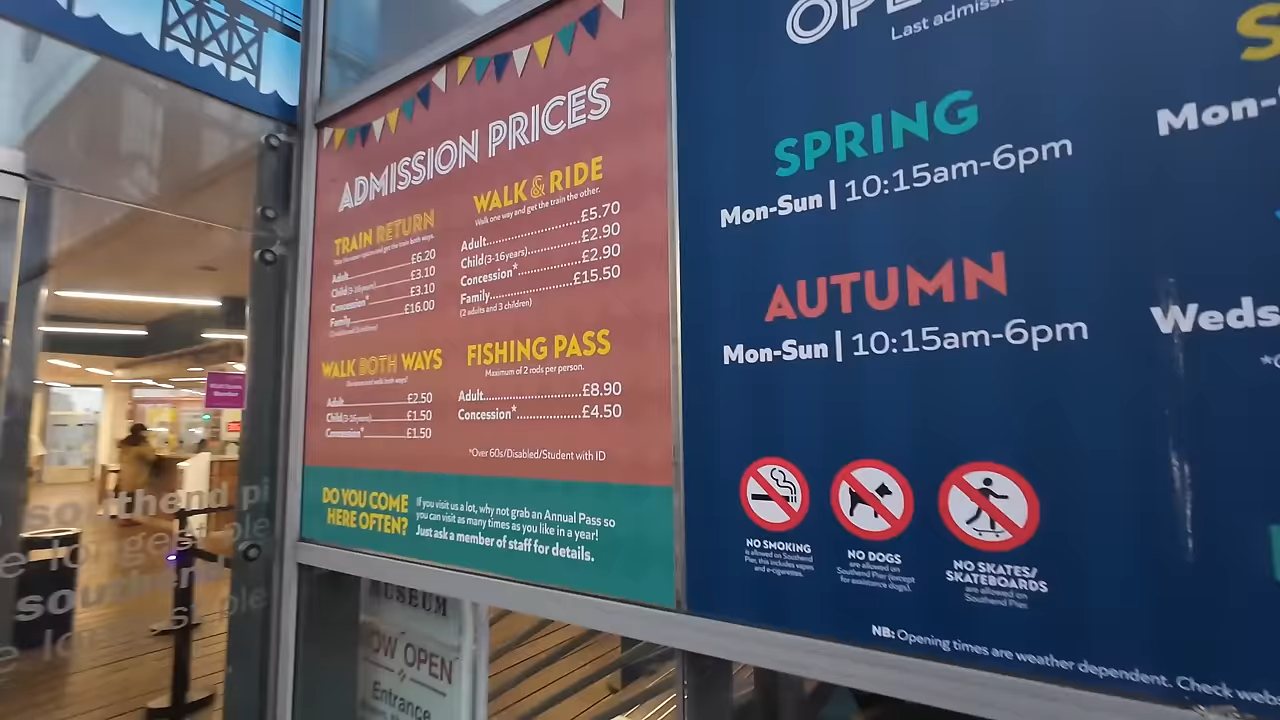 ADMISSION PRICES
TRAIN RETURN
Adult £6.20
Child (3-16years) £3.10
Concession* £3.10
Family £16.00
WALK & RIDE
Walk one way and get the train the other.
Adult £5.70
Child (3-16years) £2.90
Concession* £2.90
Family £15.50
(2 adults and 3 children)
WALK BOTH WAYS
Adult £2.50
Child (3-16years) £1.50
Concession* £1.50
FISHING PASS
Maximum of 2 rods per person.
Adult £8.90
Concession* £4.50
*Over 60s/Disabled/Student with ID
DO YOU COME
HERE OFTEN?
If you visit us a lot, why not grab an Annual Pass so
you can visit as many times as you like in a year!
Just ask a member of staff for details.
Last
SPRING
Mon-Sun | 10:15am-6pm
AUTUMN
Mon-Sun | 10:15am-6pm
Mon-
Weds
NO SMOKING
is allowed on Southend
Pier, this includes vapes
and e-cigarettes.
NO DOGS
are allowed on
Southend Pier (except
for assistance dogs).
NO SKATES/
SKATEBOARDS
are allowed on
Southend Pier.
NB: Opening times are weather dependent. Check
southend pi
longest
OPEN
Entrance